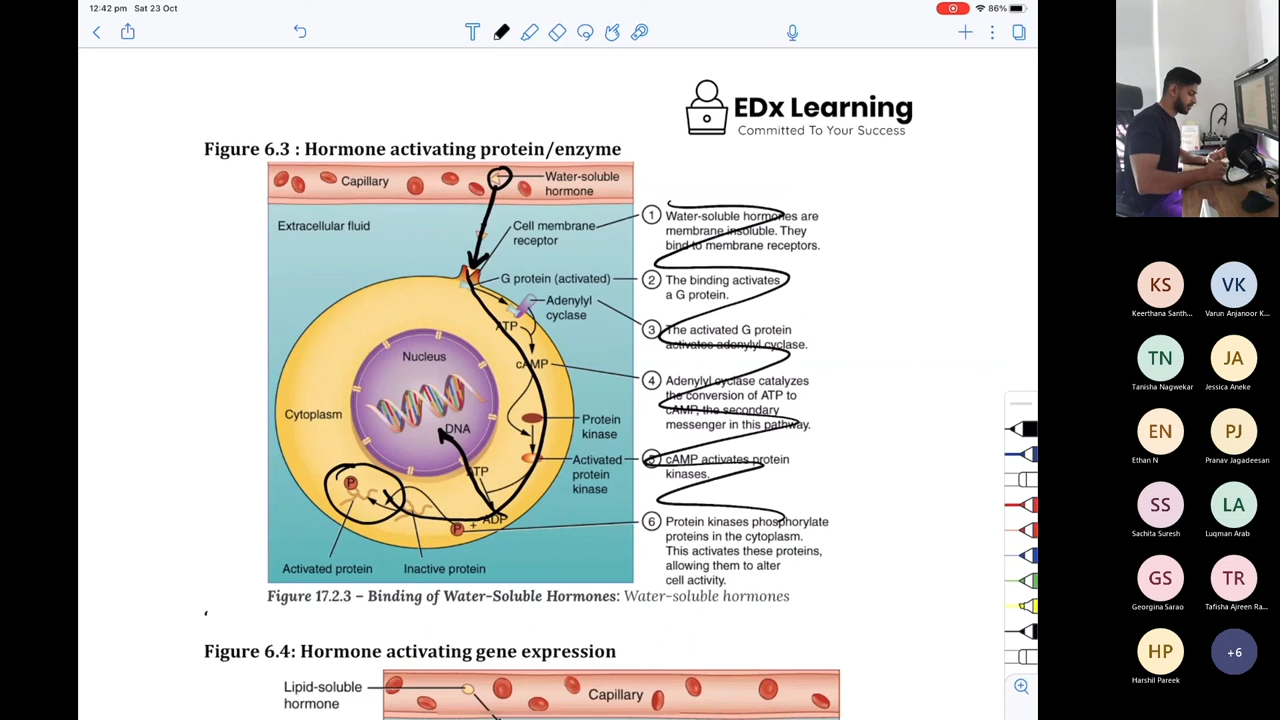 12:42 pm Sat 23 Oct
86%
EDx Learning
Committed To Your Success
Figure 6.3 : Hormone activating protein/enzyme
Capillary
Water-soluble
hormone
Extracellular fluid
Cell membrane
receptor
G protein (activated)
Adenylyl
cyclase
ATP
cAMP
Nucleus
Cytoplasm
DNA
Protein
kinase
Activated
protein
kinase
ATP
ADP
P
P
+
Activated protein
Inactive protein
1 Water-soluble hormones are
membrane insoluble. They
bind to membrane receptors.
2 The binding activates
a G protein.
3 The activated G protein
activates adenylyl cyclase.
4 Adenylyl cyclase catalyzes
the conversion of ATP to
cAMP, the secondary
messenger in this pathway.
5 cAMP activates protein
kinases.
6 Protein kinases phosphorylate
proteins in the cytoplasm.
This activates these proteins,
allowing them to alter
cell activity.
Figure 17.2.3 – Binding of Water-Soluble Hormones: Water-soluble hormones
‘
Figure 6.4: Hormone activating gene expression
Lipid-soluble
hormone
Capillary
KS
Keerthana Santh...
VK
Varun Anjanoor K...
TN
Tanisha Nagwekar
JA
Jessica Aneke
EN
Ethan N
PJ
Pranav Jagadeesan
SS
Sachita Suresh
LA
Luqman Arab
GS
Georgina Sarao
TR
Tafisha Ajreen Ra...
HP
Harshil Pareek
+6